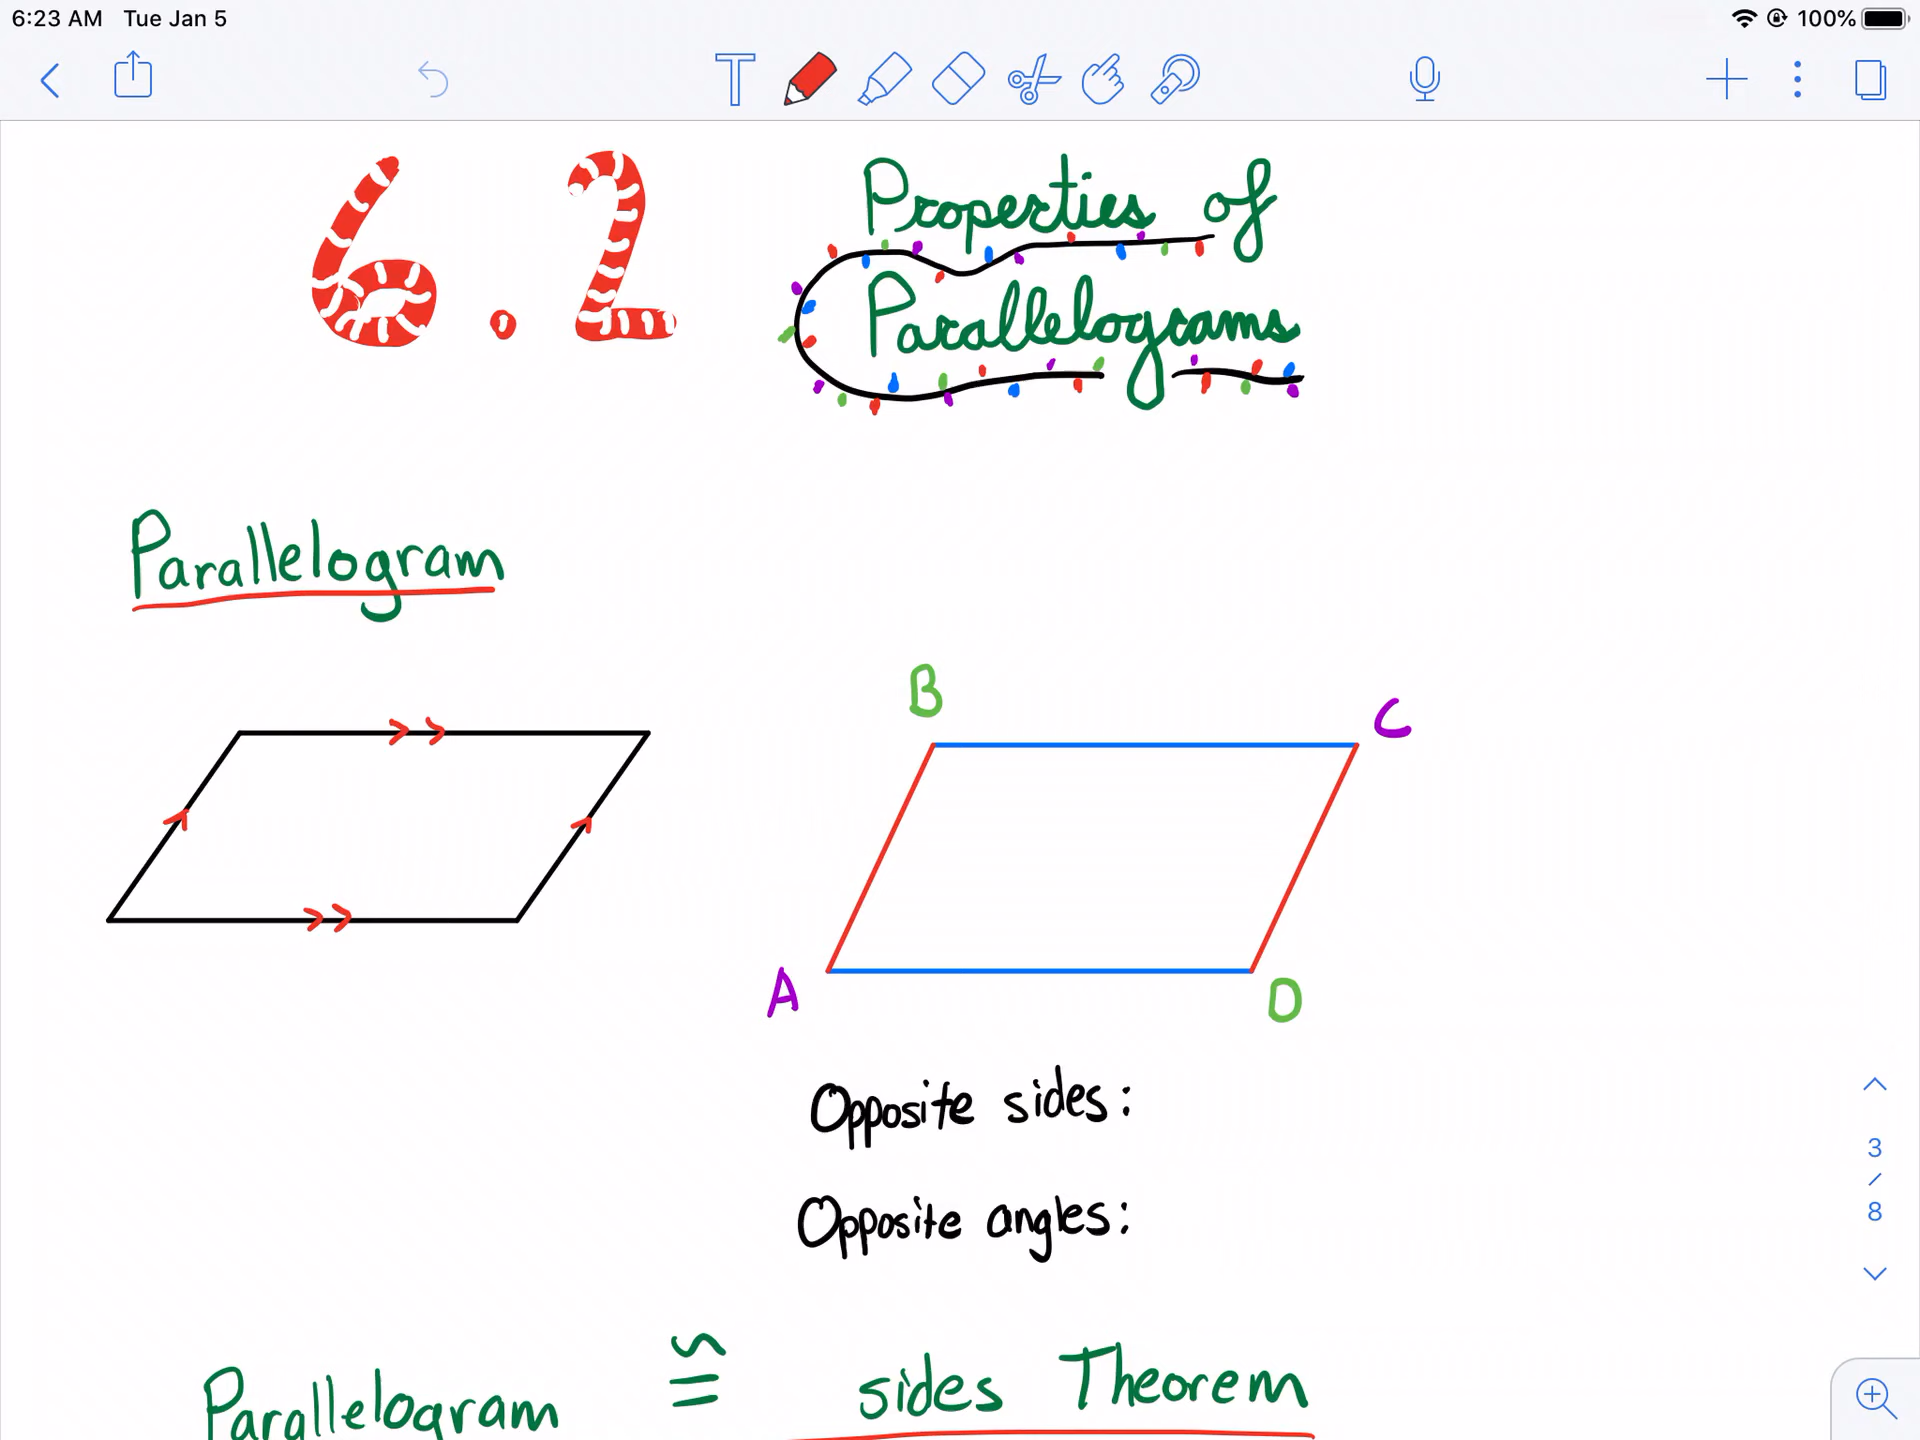 6:23 AM Tue Jan 5 100%
T
6.2 Properties of
Parallelograms
Parallelogram
B
C
A
D
Opposite sides:
Opposite angles:
3
/
8
Parallelogram ≅ sides Theorem